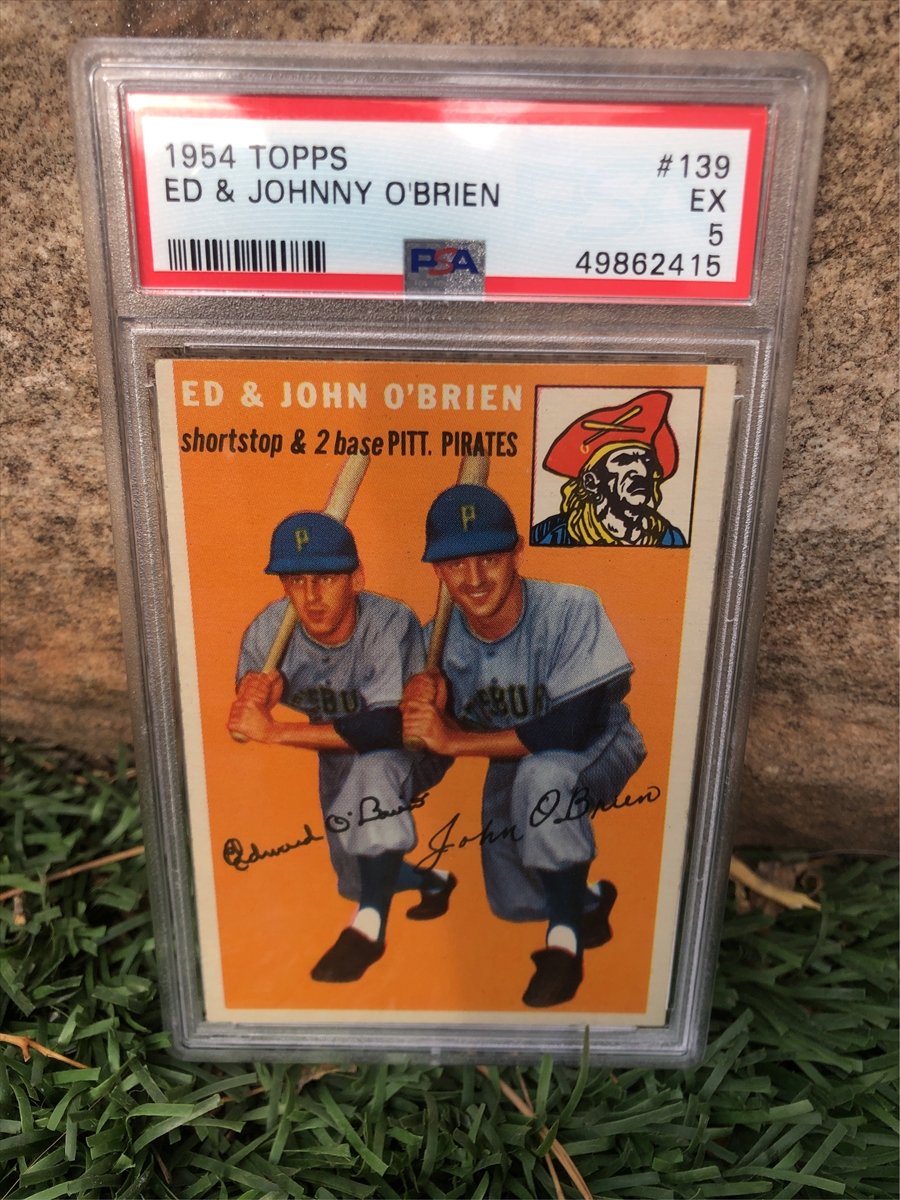 1954 TOPPS #139
ED & JOHNNY O'BRIEN EX
5
PSA 49862415
ED & JOHN O'BRIEN
shortstop & 2 base PITT. PIRATES
P P
Edward O'Brien John O'Brien